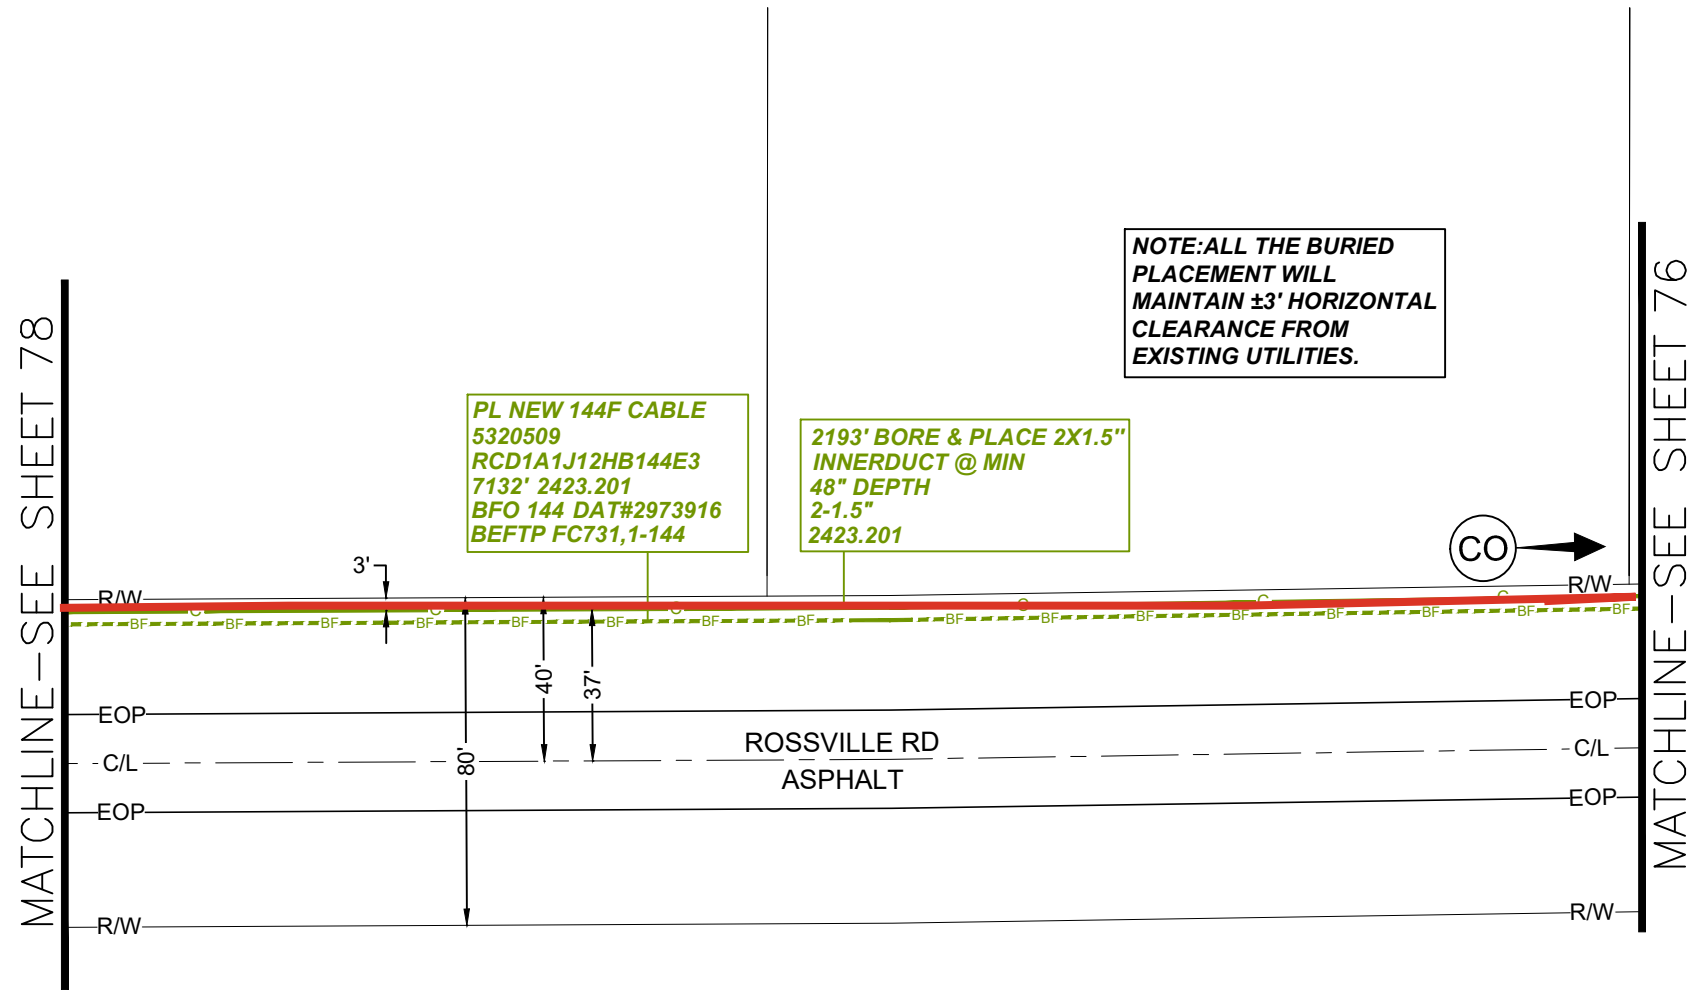 NOTE:ALL THE BURIED
PLACEMENT WILL
MAINTAIN ±3' HORIZONTAL
CLEARANCE FROM
EXISTING UTILITIES.
MATCHLINE-SEE SHEET 78
MATCHLINE-SEE SHEET 76
PL NEW 144F CABLE
5320509
RCD1A1J12HB144E3
7132' 2423.201
BFO 144 DAT#2973916
BEFTP FC731,1-144
2193' BORE & PLACE 2X1.5"
INNERDUCT @ MIN
48" DEPTH
2-1.5"
2423.201
CO
3'
R/W R/W
C C C C C C
BF BF BF BF BF BF BF BF BF BF BF BF BF BF BF BF
40'
37'
80'
EOP EOP
ROSSVILLE RD
C/L C/L
ASPHALT
EOP EOP
R/W R/W